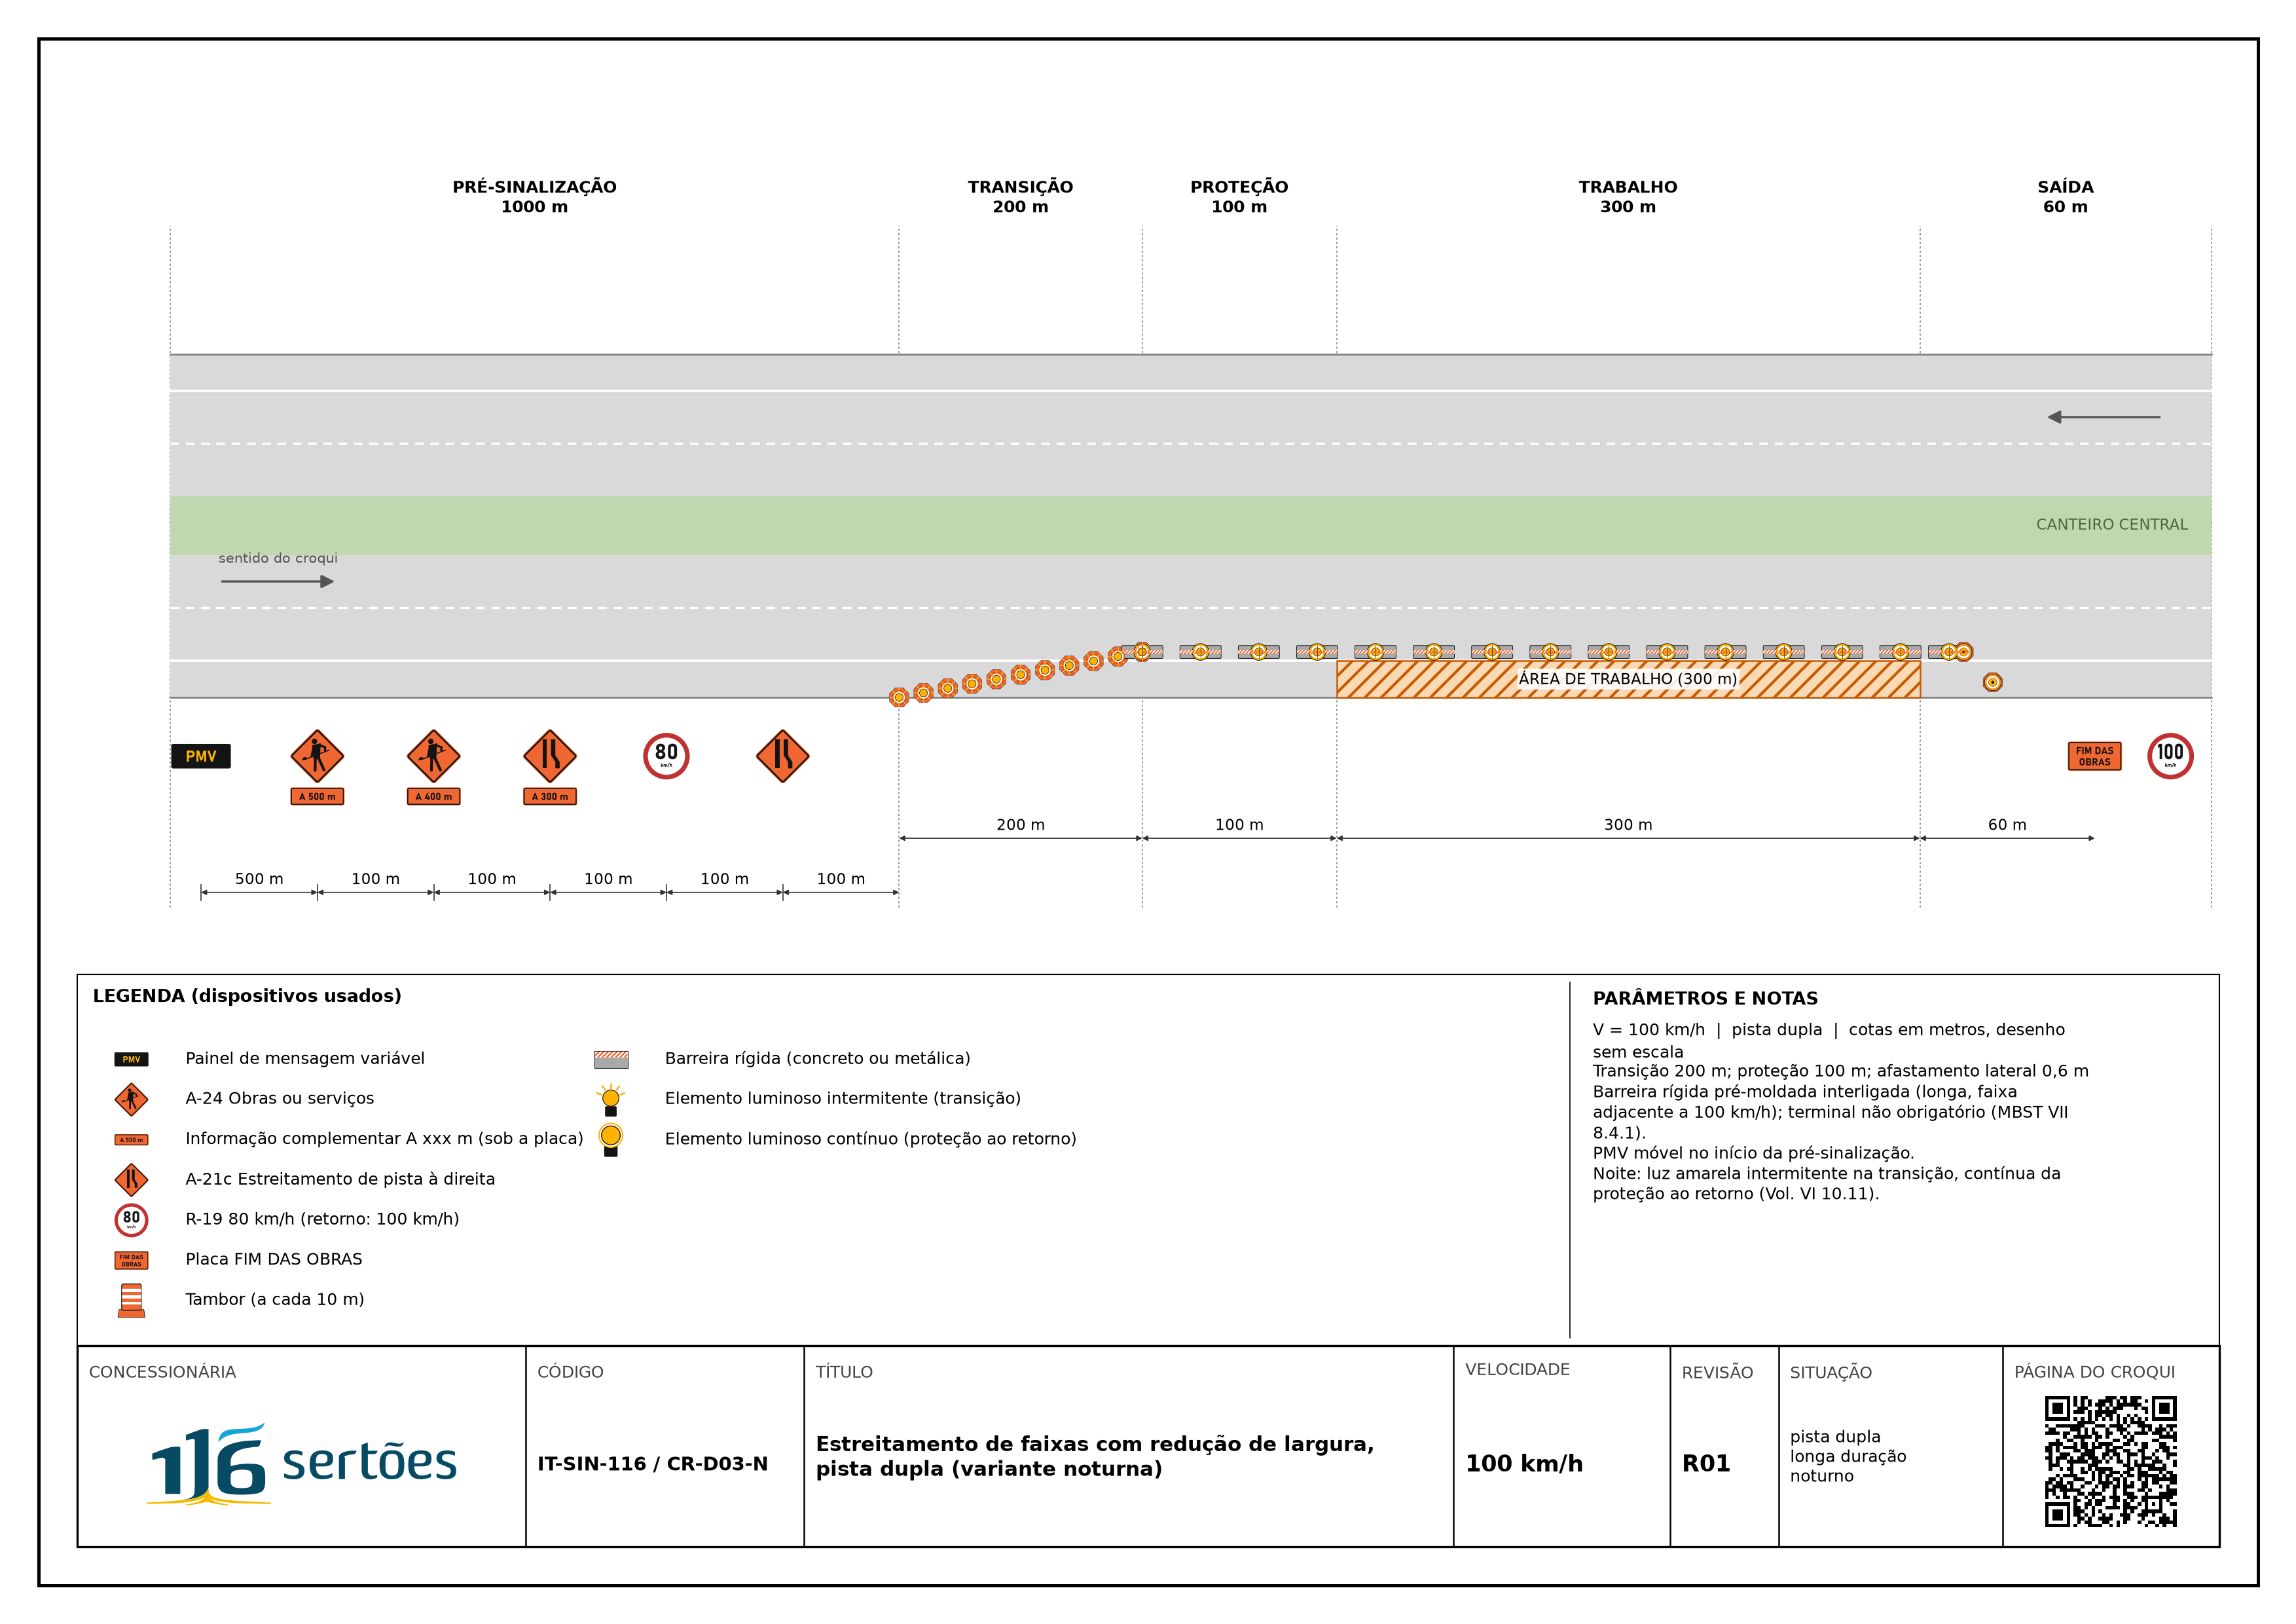 PRÉ-SINALIZAÇÃO
1000 m
TRANSIÇÃO
200 m
PROTEÇÃO
100 m
TRABALHO
300 m
SAÍDA
60 m
CANTEIRO CENTRAL
sentido do croqui
ÁREA DE TRABALHO (300 m)
PMV
80
km/h
FIM DAS
OBRAS
100
km/h
A 500 m
A 400 m
A 300 m
200 m
100 m
300 m
60 m
500 m
100 m
100 m
100 m
100 m
100 m
LEGENDA (dispositivos usados)
PMV
Painel de mensagem variável
A-24 Obras ou serviços
A 500 m
Informação complementar A xxx m (sob a placa)
A-21c Estreitamento de pista à direita
80
km/h
R-19 80 km/h (retorno: 100 km/h)
FIM DAS
OBRAS
Placa FIM DAS OBRAS
Tambor (a cada 10 m)
Barreira rígida (concreto ou metálica)
Elemento luminoso intermitente (transição)
Elemento luminoso contínuo (proteção ao retorno)
PARÂMETROS E NOTAS
V = 100 km/h | pista dupla | cotas em metros, desenho
sem escala
Transição 200 m; proteção 100 m; afastamento lateral 0,6 m
Barreira rígida pré-moldada interligada (longa, faixa
adjacente a 100 km/h); terminal não obrigatório (MBST VII
8.4.1).
PMV móvel no início da pré-sinalização.
Noite: luz amarela intermitente na transição, contínua da
proteção ao retorno (Vol. VI 10.11).
CONCESSIONÁRIA
116 sertões
CÓDIGO
IT-SIN-116 / CR-D03-N
TÍTULO
Estreitamento de faixas com redução de largura,
pista dupla (variante noturna)
VELOCIDADE
100 km/h
REVISÃO
R01
SITUAÇÃO
pista dupla
longa duração
noturno
PÁGINA DO CROQUI